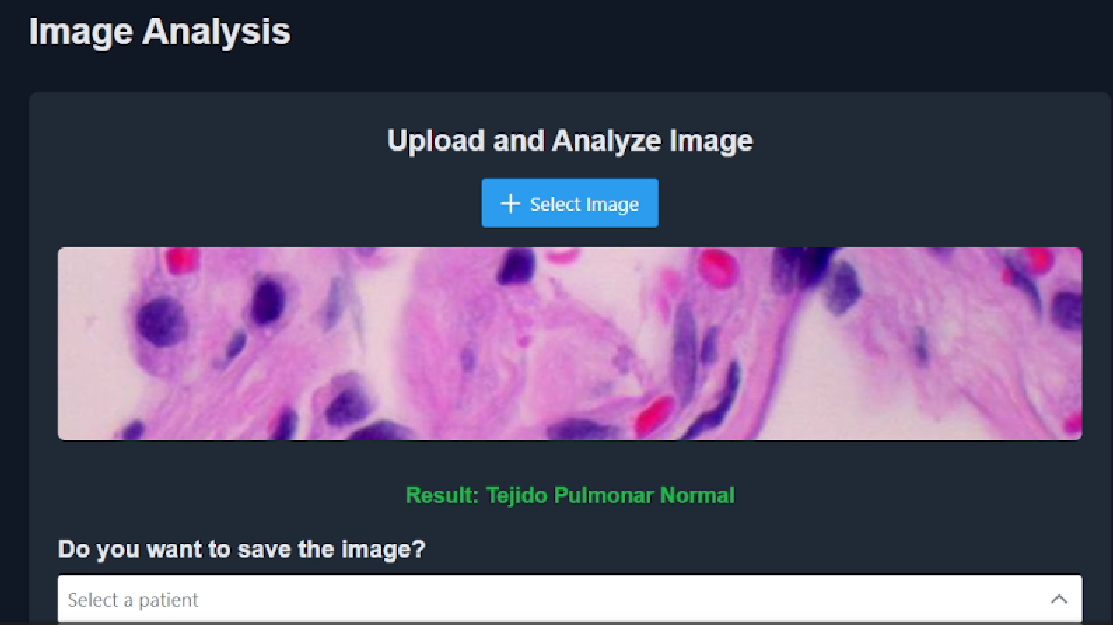 Image Analysis
Upload and Analyze Image
+ Select Image
Result: Tejido Pulmonar Normal
Do you want to save the image?
Select a patient